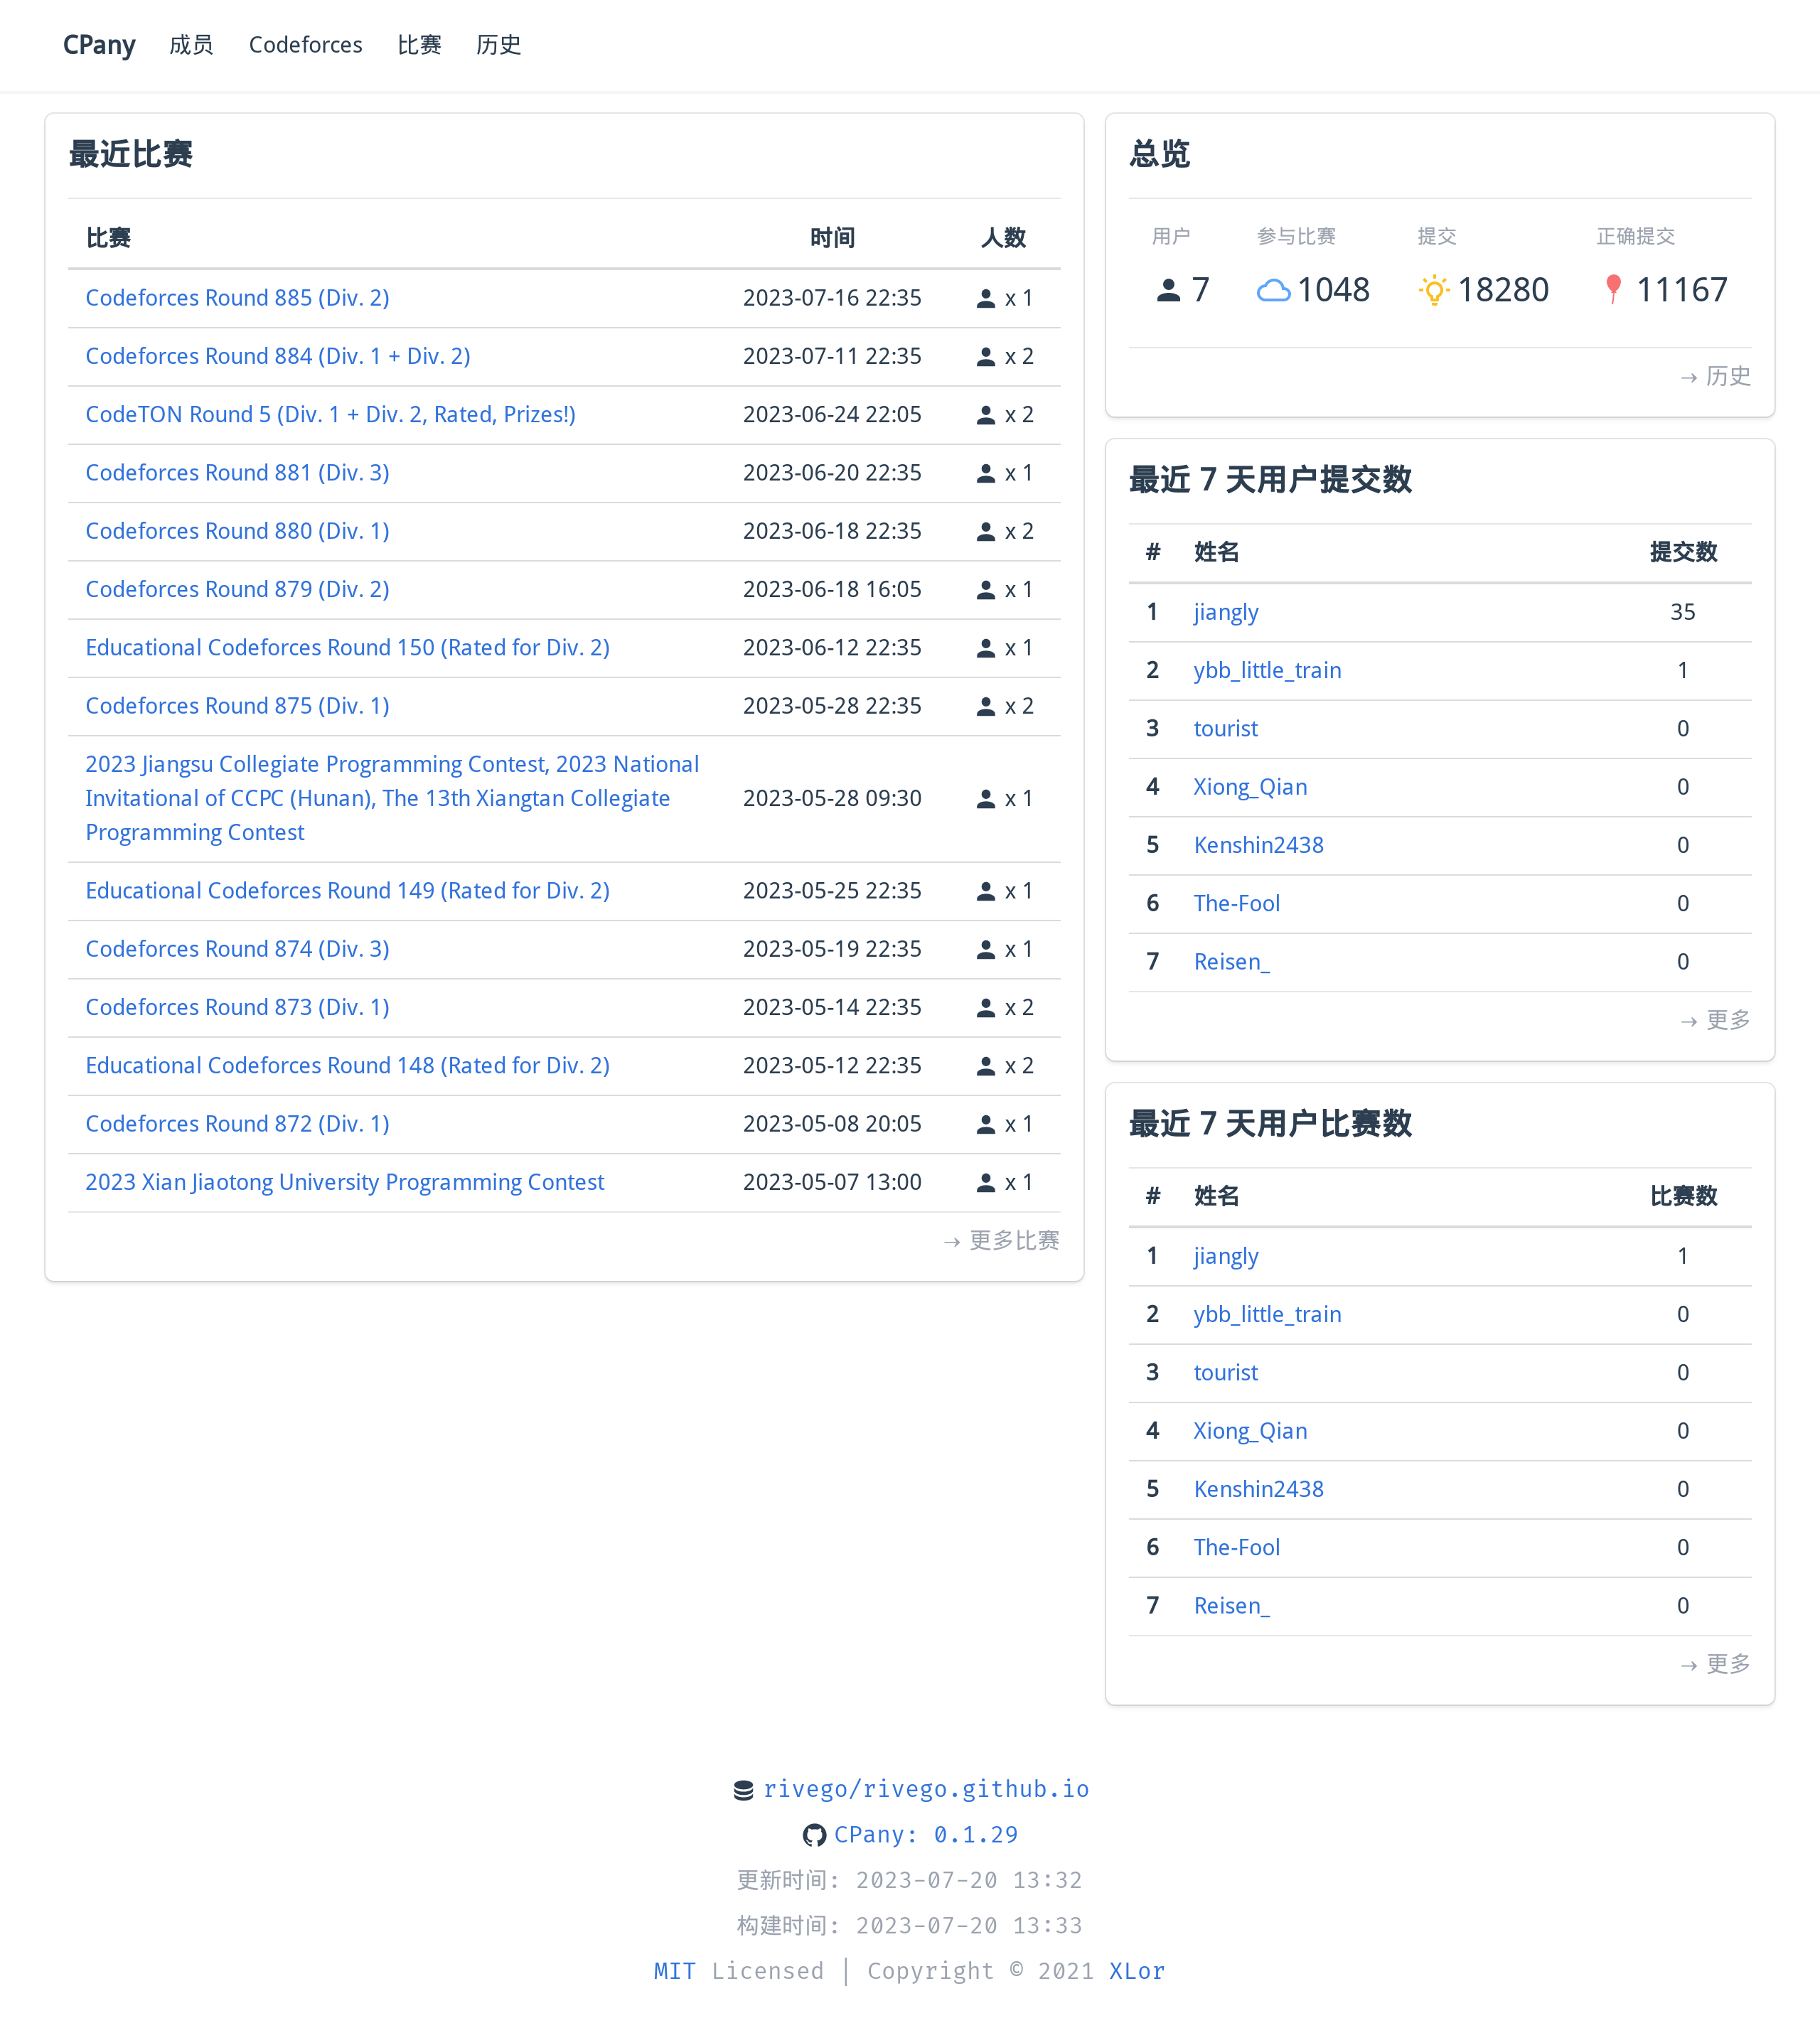 CPany 成员 Codeforces 比赛 历史
最近比赛
比赛 时间 人数
Codeforces Round 885 (Div. 2) 2023-07-16 22:35 x 1
Codeforces Round 884 (Div. 1 + Div. 2) 2023-07-11 22:35 x 2
CodeTON Round 5 (Div. 1 + Div. 2, Rated, Prizes!) 2023-06-24 22:05 x 2
Codeforces Round 881 (Div. 3) 2023-06-20 22:35 x 1
Codeforces Round 880 (Div. 1) 2023-06-18 22:35 x 2
Codeforces Round 879 (Div. 2) 2023-06-18 16:05 x 1
Educational Codeforces Round 150 (Rated for Div. 2) 2023-06-12 22:35 x 1
Codeforces Round 875 (Div. 1) 2023-05-28 22:35 x 2
2023 Jiangsu Collegiate Programming Contest, 2023 National
Invitational of CCPC (Hunan), The 13th Xiangtan Collegiate 2023-05-28 09:30 x 1
Programming Contest
Educational Codeforces Round 149 (Rated for Div. 2) 2023-05-25 22:35 x 1
Codeforces Round 874 (Div. 3) 2023-05-19 22:35 x 1
Codeforces Round 873 (Div. 1) 2023-05-14 22:35 x 2
Educational Codeforces Round 148 (Rated for Div. 2) 2023-05-12 22:35 x 2
Codeforces Round 872 (Div. 1) 2023-05-08 20:05 x 1
2023 Xian Jiaotong University Programming Contest 2023-05-07 13:00 x 1
→ 更多比赛
总览
用户 参与比赛 提交 正确提交
7 1048 18280 11167
→ 历史
最近 7 天用户提交数
# 姓名 提交数
1 jiangly 35
2 ybb_little_train 1
3 tourist 0
4 Xiong_Qian 0
5 Kenshin2438 0
6 The-Fool 0
7 Reisen_ 0
→ 更多
最近 7 天用户比赛数
# 姓名 比赛数
1 jiangly 1
2 ybb_little_train 0
3 tourist 0
4 Xiong_Qian 0
5 Kenshin2438 0
6 The-Fool 0
7 Reisen_ 0
→ 更多
rivego/rivego.github.io
CPany: 0.1.29
更新时间: 2023-07-20 13:32
构建时间: 2023-07-20 13:33
MIT Licensed | Copyright © 2021 XLor